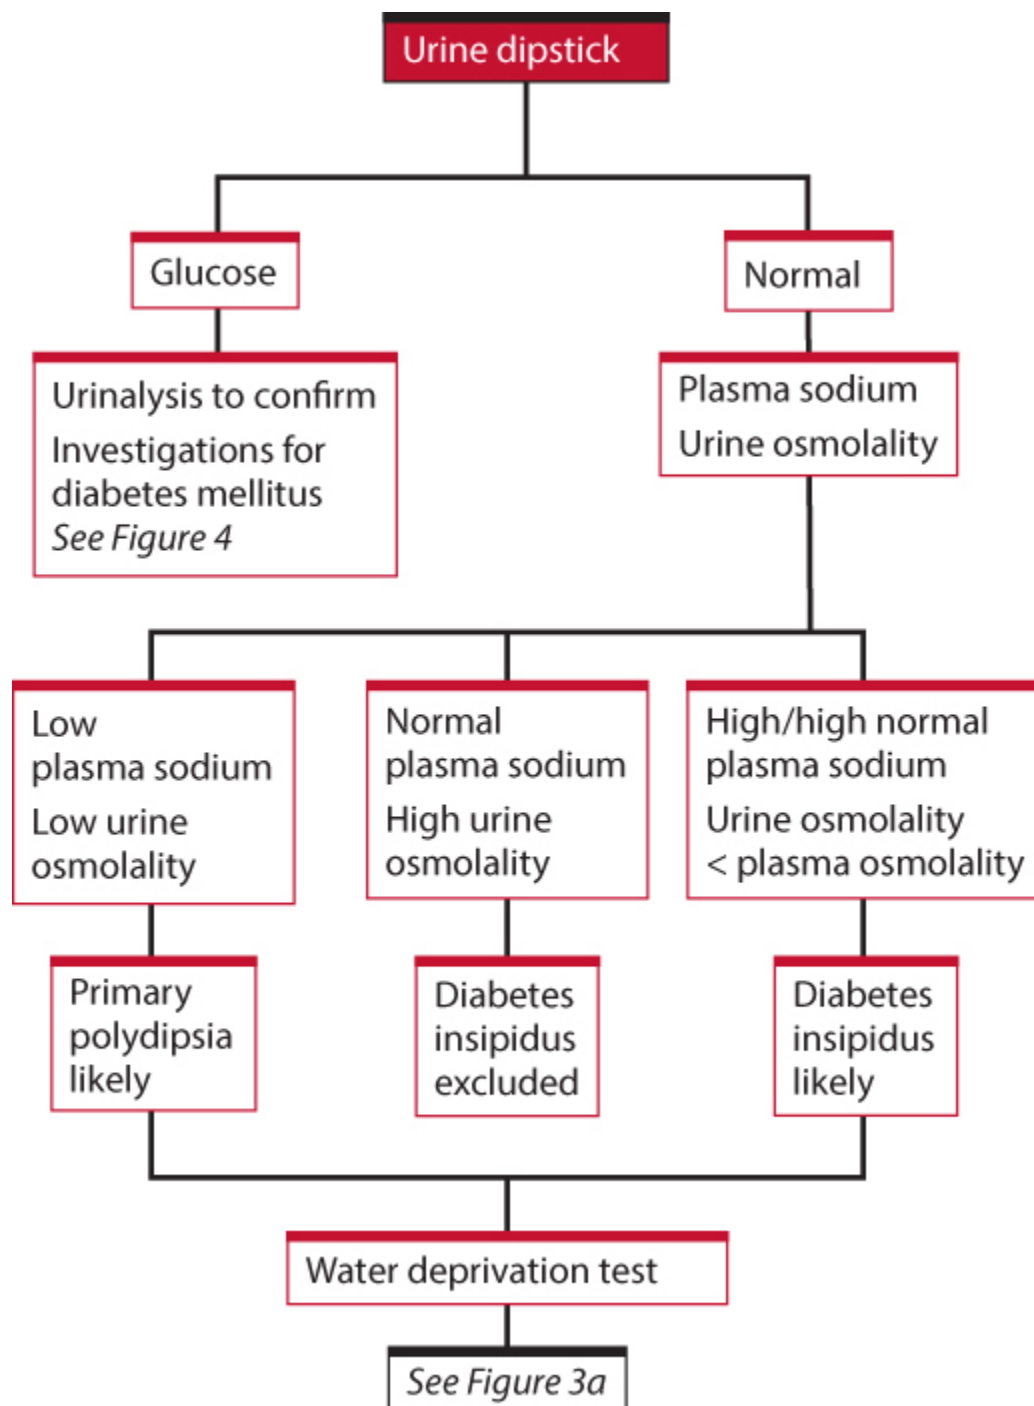 Urine dipstick
Glucose
Normal
Urinalysis to confirm
Investigations for
diabetes mellitus
See Figure 4
Plasma sodium
Urine osmolality
Low
plasma sodium
Low urine
osmolality
Normal
plasma sodium
High urine
osmolality
High/high normal
plasma sodium
Urine osmolality
< plasma osmolality
Primary
polydipsia
likely
Diabetes
insipidus
excluded
Diabetes
insipidus
likely
Water deprivation test
See Figure 3a